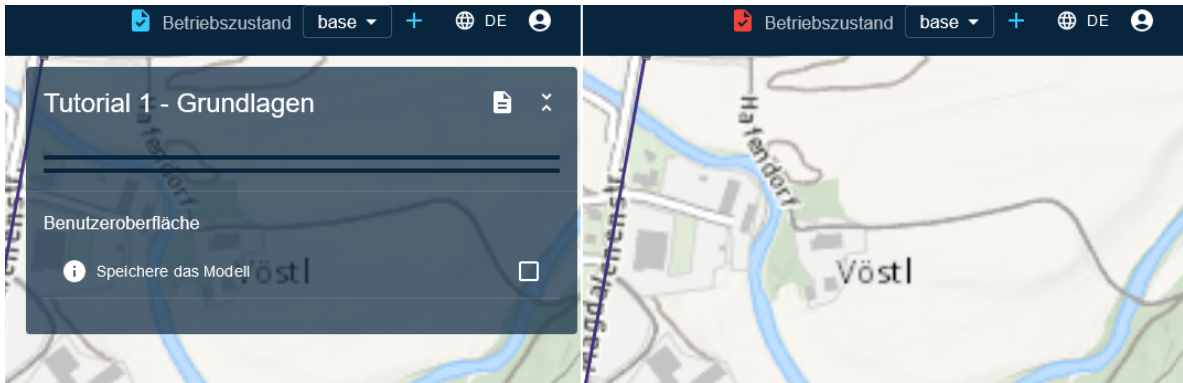 Betriebszustand base DE
Tutorial 1 - Grundlagen
Hafendorf
Benutzeroberfläche
Speichere das Modell
Vöstl
Betriebszustand base DE
Hafendorf
Vöstl